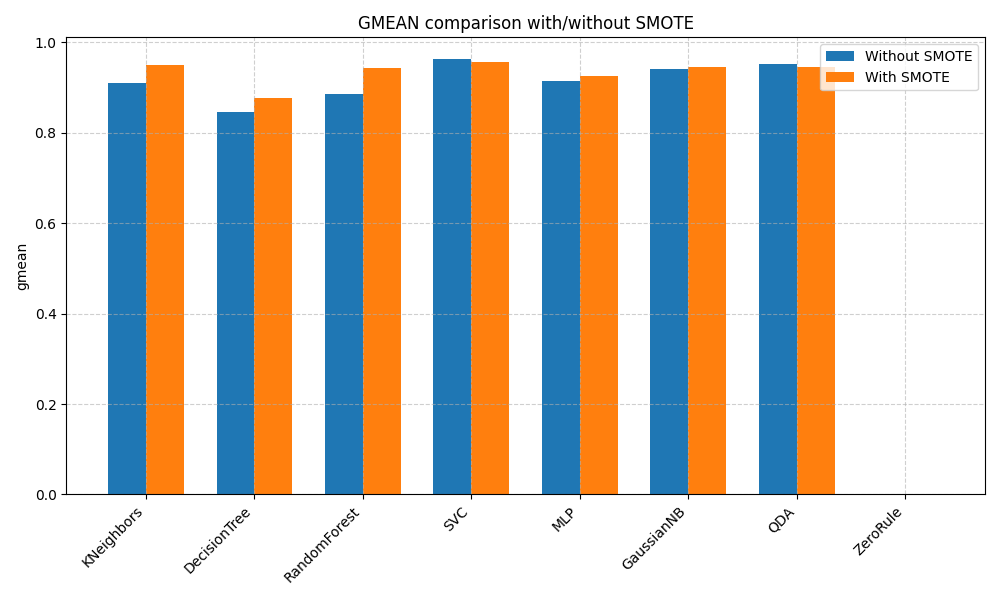 GMEAN comparison with/without SMOTE
Without SMOTE
With SMOTE
1.0
0.8
0.6
0.4
0.2
0.0
gmean
KNeighbors
DecisionTree
RandomForest
SVC
MLP
GaussianNB
QDA
ZeroRule